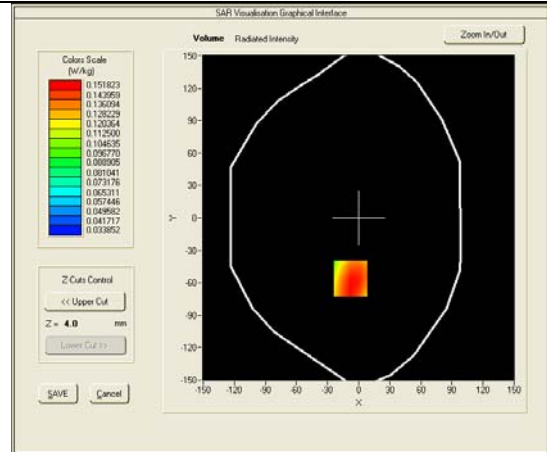 SAR Visualisation Graphical Interface
Volume Radiated Intensity
Zoom In/Out
Colors Scale
(W/kg)
0.151823
0.143959
0.136094
0.128229
0.120364
0.112500
0.104635
0.096770
0.088905
0.081041
0.073176
0.065311
0.057446
0.049582
0.041717
0.033852
Z Cuts Control
<< Upper Cut
Z = 4.0 mm
Lower Cut >>
SAVE
Cancel
150-
120-
90-
60-
30-
0-
-30-
-60-
-90-
-120-
-150-
Y
-150 -120 -90 -60 -30 0 30 60 90 120 150
X